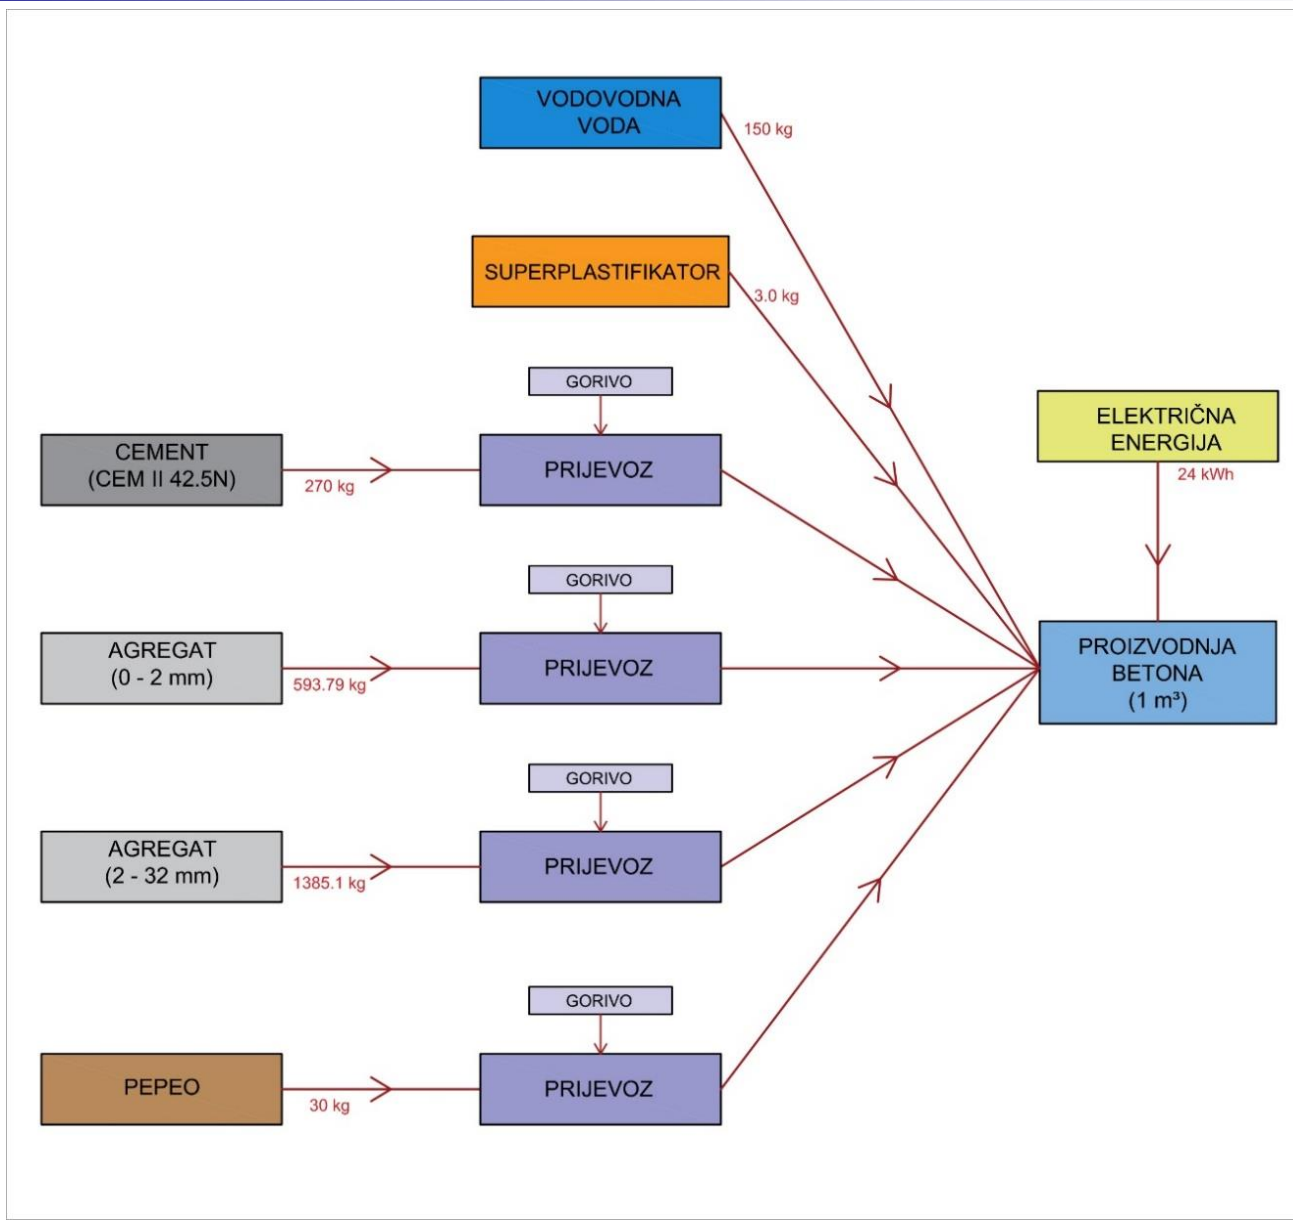 VODOVODNA
VODA
150 kg
SUPERPLASTIFIKATOR
3.0 kg
GORIVO
CEMENT
(CEM II 42.5N)
270 kg
PRIJEVOZ
ELEKTRIČNA
ENERGIJA
24 kWh
GORIVO
AGREGAT
(0 - 2 mm)
593.79 kg
PRIJEVOZ
PROIZVODNJA
BETONA
(1 m³)
GORIVO
AGREGAT
(2 - 32 mm)
1385.1 kg
PRIJEVOZ
GORIVO
PEPEO
30 kg
PRIJEVOZ